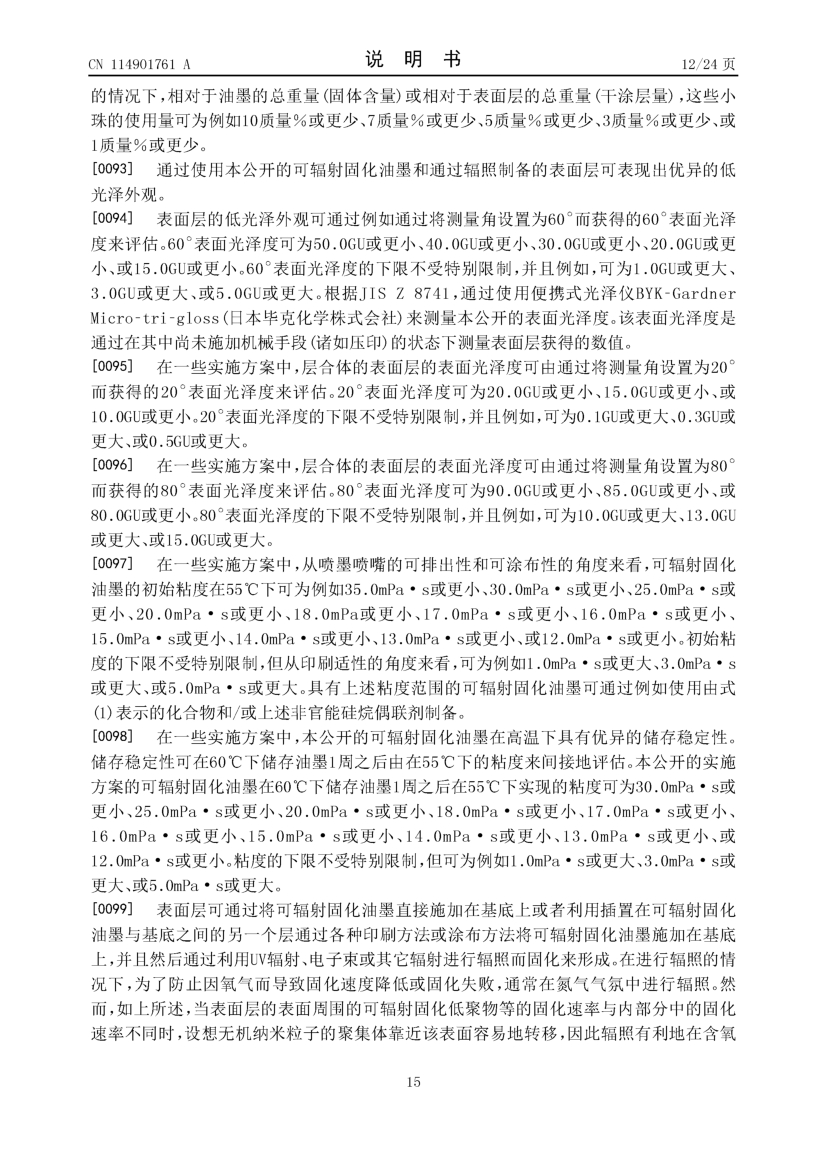 CN 114901761 A
说 明 书
12/24 页
的情况下,相对于油墨的总重量(固体含量)或相对于表面层的总重量(干涂层量),这些小
珠的使用量可为例如10质量%或更少、7质量%或更少、5质量%或更少、3质量%或更少、或
1质量%或更少。
[0093] 通过使用本公开的可辐射固化油墨和通过辐照制备的表面层可表现出优异的低
光泽外观。
[0094] 表面层的低光泽外观可通过例如通过将测量角设置为60°而获得的60°表面光泽
度来评估。60°表面光泽度可为50.0GU或更小、40.0GU或更小、30.0GU或更小、20.0GU或更
小、或15.0GU或更小。60°表面光泽度的下限不受特别限制,并且例如,可为1.0GU或更大、
3.0GU或更大、或5.0GU或更大。根据JIS Z 8741,通过使用便携式光泽仪BYK-Gardner
Micro-tri-gloss(日本毕克化学株式会社)来测量本公开的表面光泽度。该表面光泽度是
通过在其中尚未施加机械手段(诸如压印)的状态下测量表面层获得的数值。
[0095] 在一些实施方案中,层合体的表面层的表面光泽度可由通过将测量角设置为20°
而获得的20°表面光泽度来评估。20°表面光泽度可为20.0GU或更小、15.0GU或更小、或
10.0GU或更小。20°表面光泽度的下限不受特别限制,并且例如,可为0.1GU或更大、0.3GU或
更大、或0.5GU或更大。
[0096] 在一些实施方案中,层合体的表面层的表面光泽度可由通过将测量角设置为80°
而获得的80°表面光泽度来评估。80°表面光泽度可为90.0GU或更小、85.0GU或更小、或
80.0GU或更小。80°表面光泽度的下限不受特别限制,并且例如,可为10.0GU或更大、13.0GU
或更大、或15.0GU或更大。
[0097] 在一些实施方案中,从喷墨喷嘴的可排出性和可涂布性的角度来看,可辐射固化
油墨的初始粘度在55℃下可为例如35.0mPa·s或更小、30.0mPa·s或更小、25.0mPa·s或
更小、20.0mPa·s或更小、18.0mPa或更小、17.0mPa·s或更小、16.0mPa·s或更小、
15.0mPa·s或更小、14.0mPa·s或更小、13.0mPa·s或更小、或12.0mPa·s或更小。初始粘
度的下限不受特别限制,但从印刷适性的角度来看,可为例如1.0mPa·s或更大、3.0mPa·s
或更大、或5.0mPa·s或更大。具有上述粘度范围的可辐射固化油墨可通过例如使用由式
(1)表示的化合物和/或上述非官能硅烷偶联剂制备。
[0098] 在一些实施方案中,本公开的可辐射固化油墨在高温下具有优异的储存稳定性。
储存稳定性可在60℃下储存油墨1周之后由在55℃下的粘度来间接地评估。本公开的实施
方案的可辐射固化油墨在60℃下储存油墨1周之后在55℃下实现的粘度可为30.0mPa·s或
更小、25.0mPa·s或更小、20.0mPa·s或更小、18.0mPa·s或更小、17.0mPa·s或更小、
16.0mPa·s或更小、15.0mPa·s或更小、14.0mPa·s或更小、13.0mPa·s或更小、或
12.0mPa·s或更小。粘度的下限不受特别限制,但可为例如1.0mPa·s或更大、3.0mPa·s或
更大、或5.0mPa·s或更大。
[0099] 表面层可通过将可辐射固化油墨直接施加在基底上或者利用插置在可辐射固化
油墨与基底之间的另一个层通过各种印刷方法或涂布方法将可辐射固化油墨施加在基底
上,并且然后通过利用UV辐射、电子束或其它辐射进行辐照而固化来形成。在进行辐照的情
况下,为了防止因氧气而导致固化速度降低或固化失败,通常在氮气气氛中进行辐照。然
而,如上所述,当表面层的表面周围的可辐射固化低聚物等的固化速率与内部分中的固化
速率不同时,设想无机纳米粒子的聚集体靠近该表面容易地转移,因此辐照有利地在含氧
15